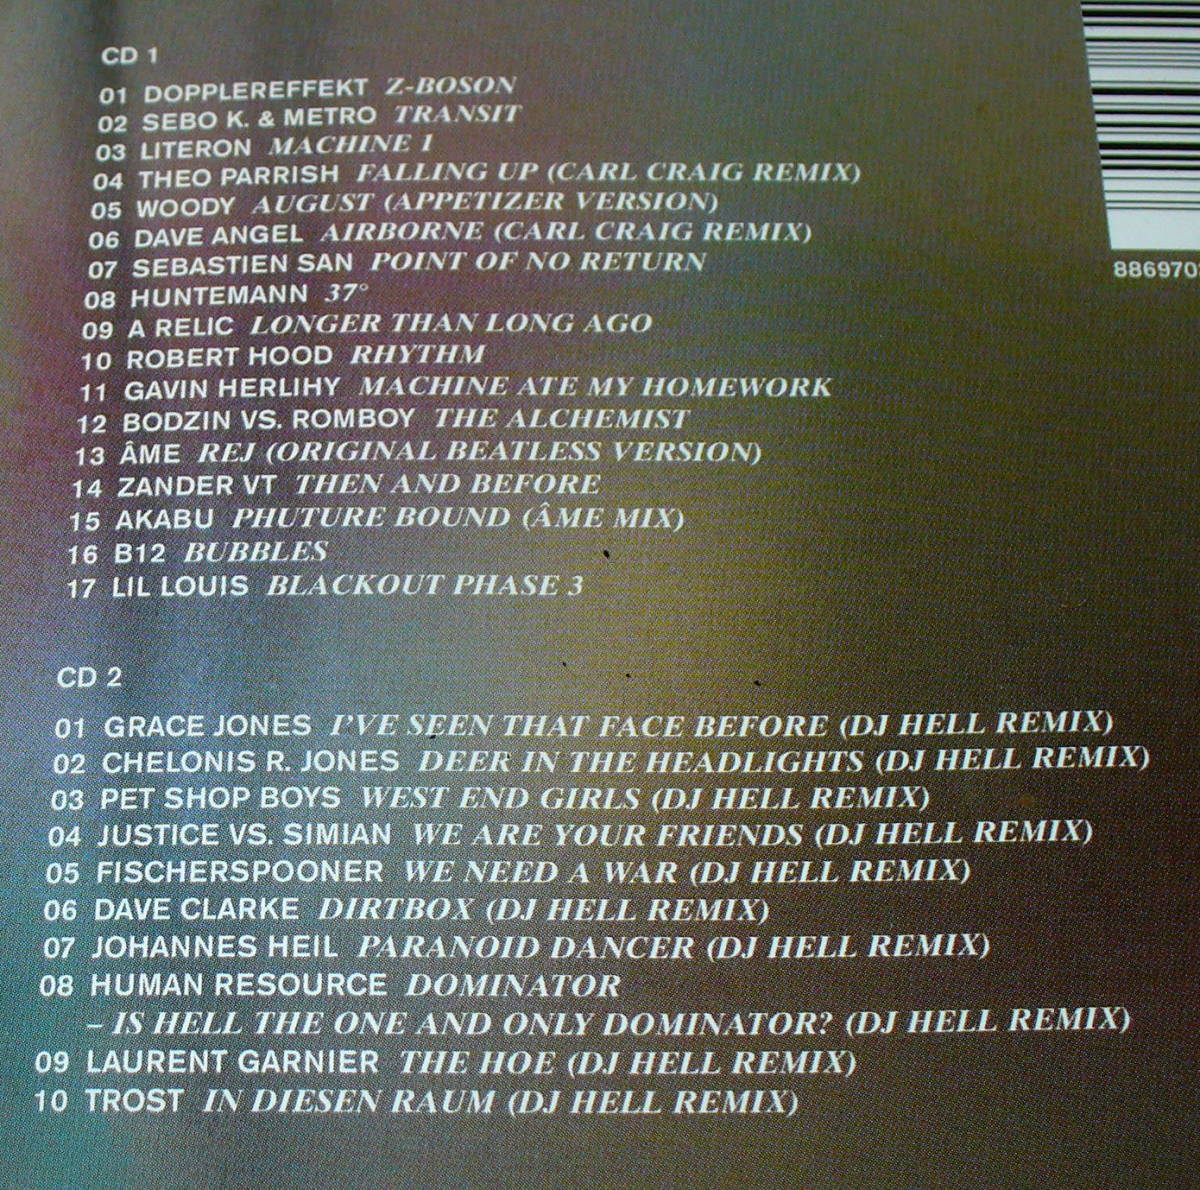 CD 1
01 DOPPLEREFFEKT Z-BOSON
02 SEBO K. & METRO TRANSIT
03 LITERON MACHINE 1
04 THEO PARRISH FALLING UP (CARL CRAIG REMIX)
05 WOODY AUGUST (APPETIZER VERSION)
06 DAVE ANGEL AIRBORNE (CARL CRAIG REMIX)
07 SEBASTIEN SAN POINT OF NO RETURN
08 HUNTEMANN 37°
09 A RELIC LONGER THAN LONG AGO
10 ROBERT HOOD RHYTHM
11 GAVIN HERLIHY MACHINE ATE MY HOMEWORK
12 BODZIN VS. ROMBOY THE ALCHEMIST
13 ÂME REJ (ORIGINAL BEATLESS VERSION)
14 ZANDER VT THEN AND BEFORE
15 AKABU PHUTURE BOUND (ÂME MIX)
16 B12 BUBBLES
17 LIL LOUIS BLACKOUT PHASE 3
CD 2
01 GRACE JONES I'VE SEEN THAT FACE BEFORE (DJ HELL REMIX)
02 CHELONIS R. JONES DEER IN THE HEADLIGHTS (DJ HELL REMIX)
03 PET SHOP BOYS WEST END GIRLS (DJ HELL REMIX)
04 JUSTICE VS. SIMIAN WE ARE YOUR FRIENDS (DJ HELL REMIX)
05 FISCHERSPOONER WE NEED A WAR (DJ HELL REMIX)
06 DAVE CLARKE DIRTBOX (DJ HELL REMIX)
07 JOHANNES HEIL PARANOID DANCER (DJ HELL REMIX)
08 HUMAN RESOURCE DOMINATOR
– IS HELL THE ONE AND ONLY DOMINATOR? (DJ HELL REMIX)
09 LAURENT GARNIER THE HOE (DJ HELL REMIX)
10 TROST IN DIESEN RAUM (DJ HELL REMIX)